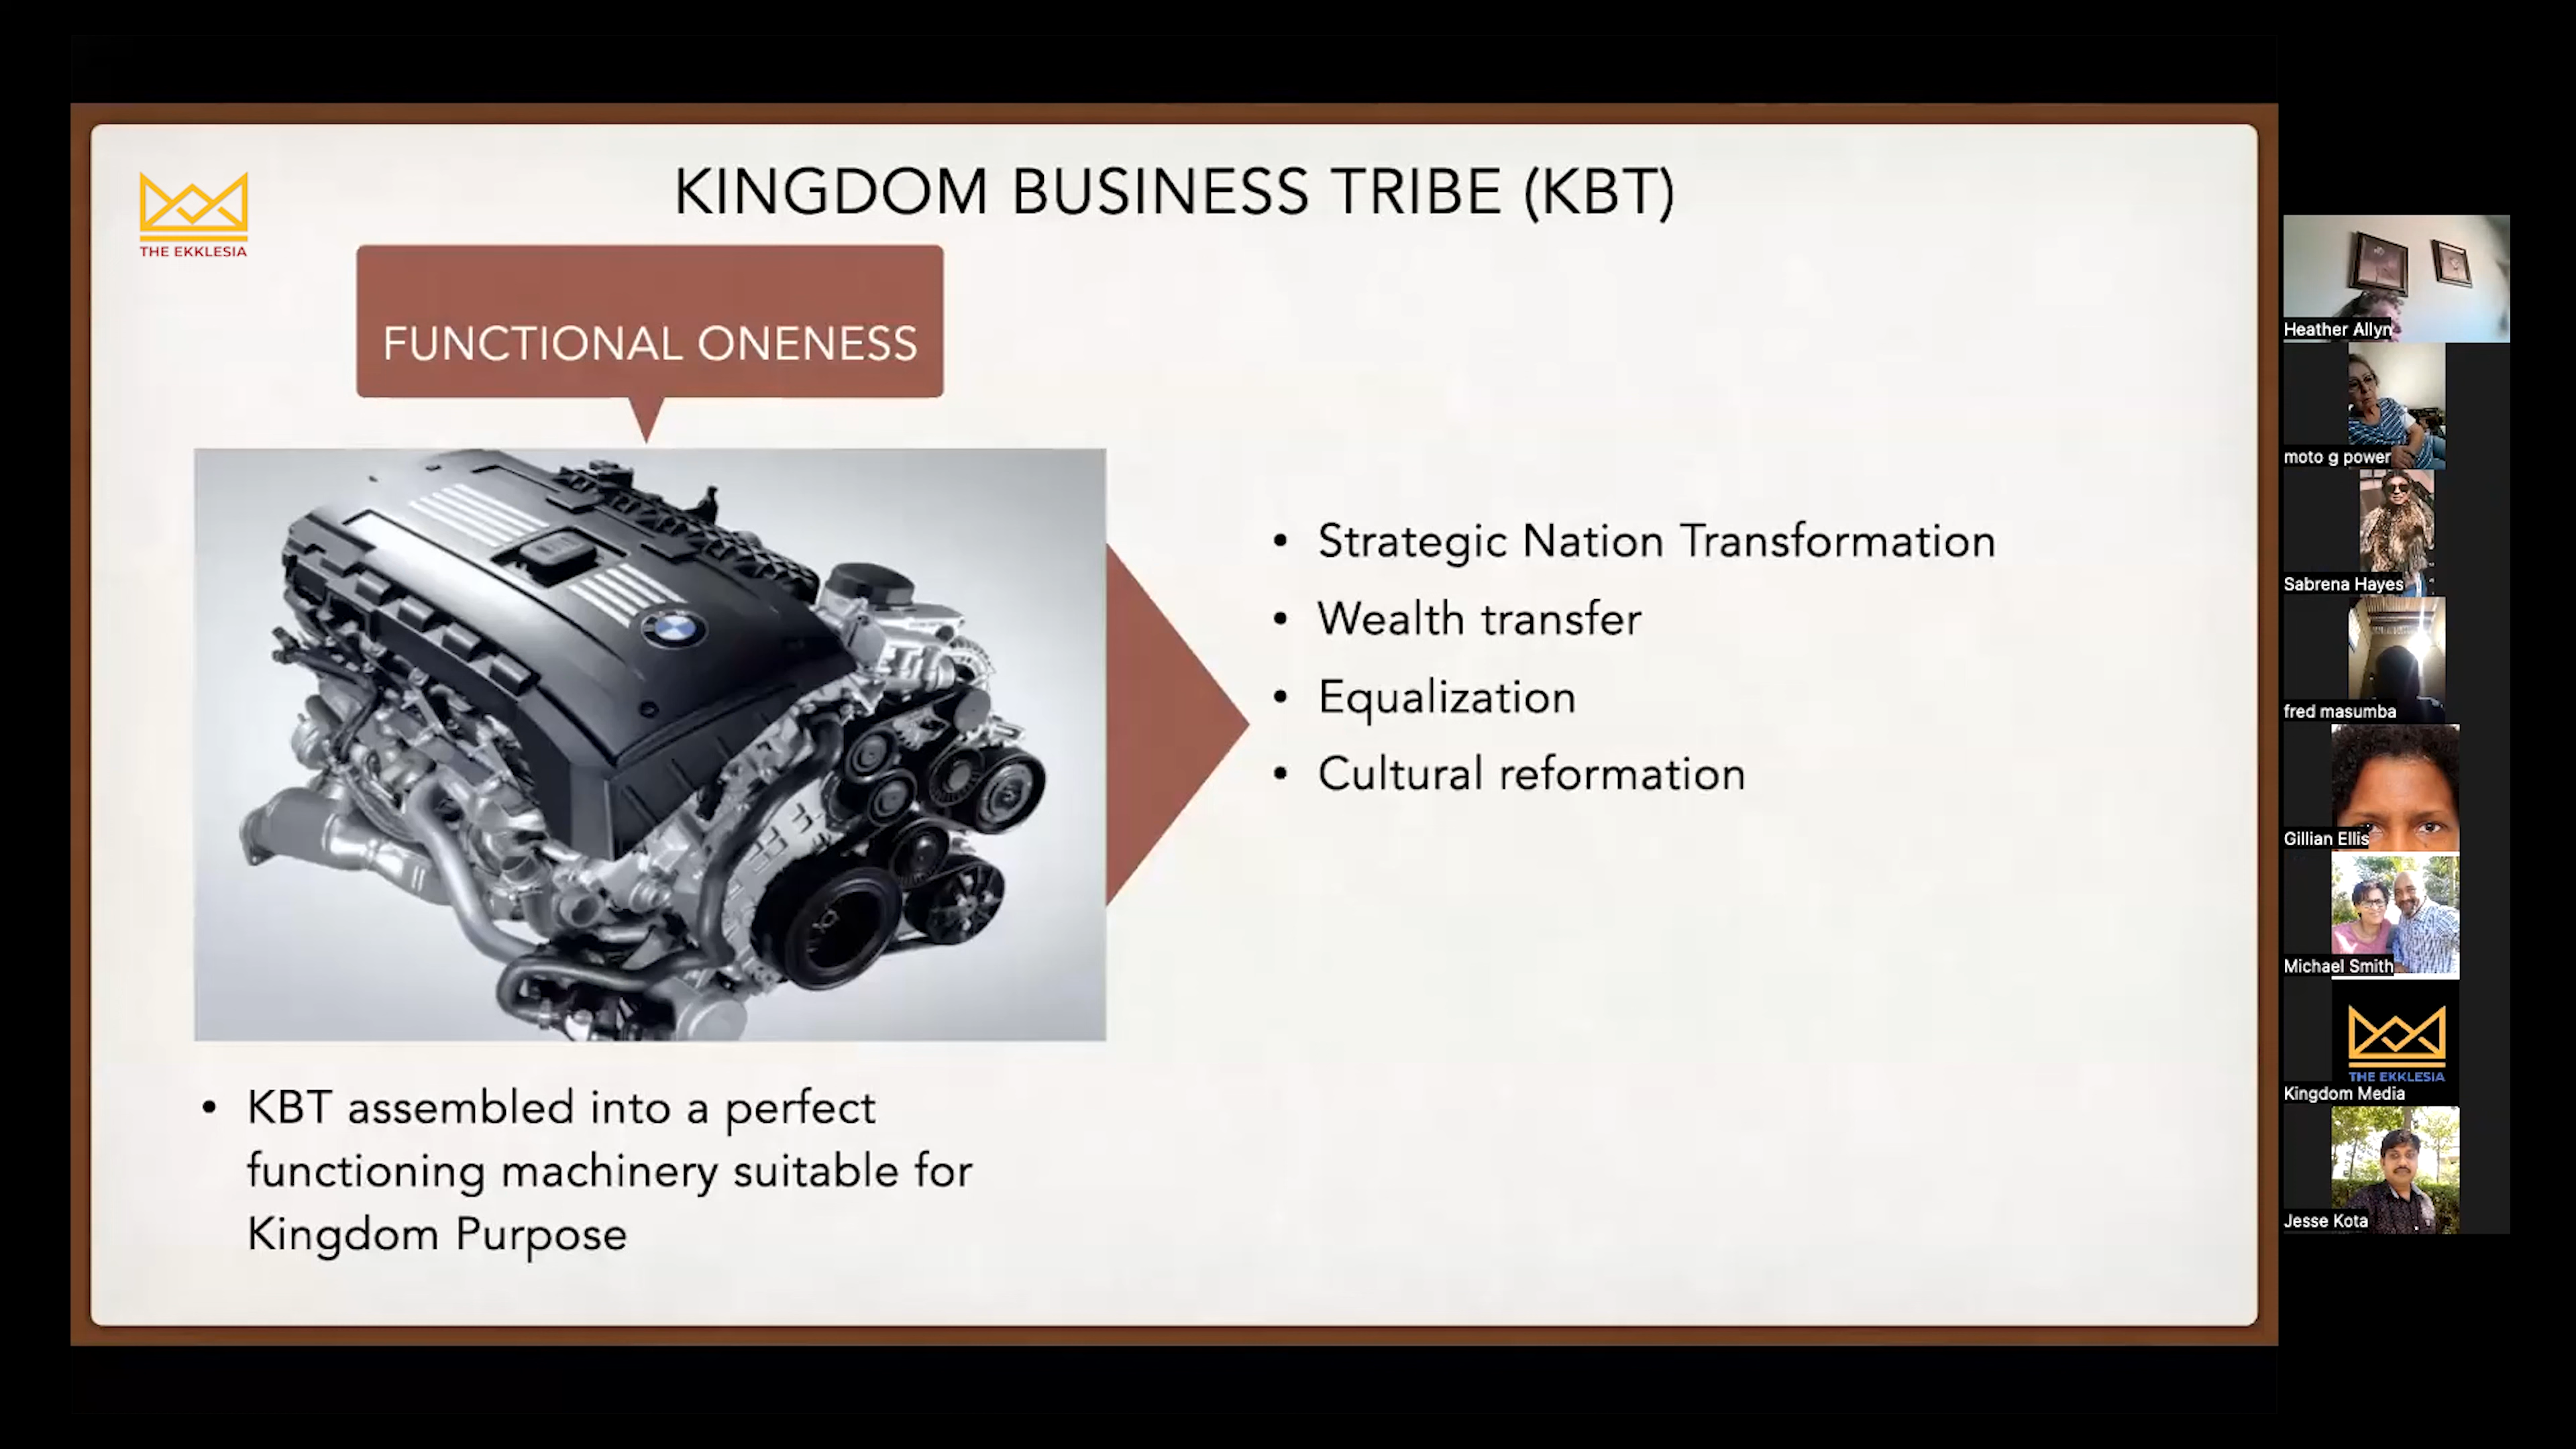 KINGDOM BUSINESS TRIBE (KBT)
THE EKKLESIA
FUNCTIONAL ONENESS
• Strategic Nation Transformation
• Wealth transfer
• Equalization
• Cultural reformation
• KBT assembled into a perfect
functioning machinery suitable for
Kingdom Purpose
Heather Allyn
moto g power
Sabrena Hayes
fred masumba
Gillian Ellis
Michael Smith
THE EKKLESIA
Kingdom Media
Jesse Kota